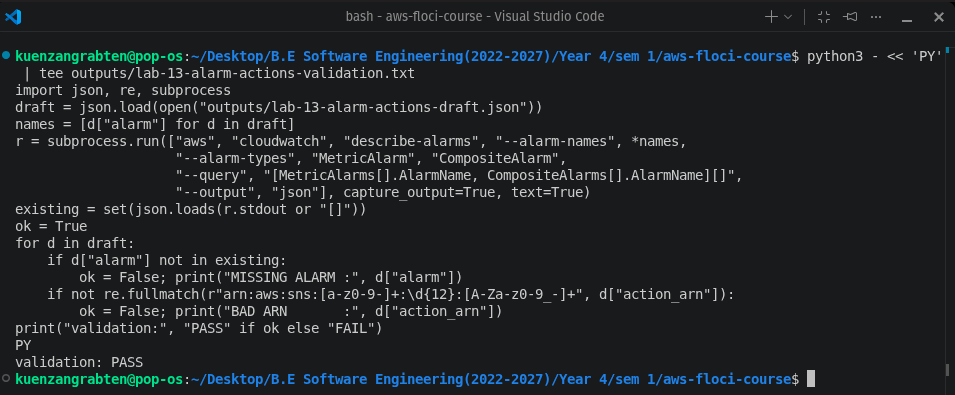 bash - aws-floci-course - Visual Studio Code
kuenzangrabten@pop-os:~/Desktop/B.E Software Engineering(2022-2027)/Year 4/sem 1/aws-floci-course$ python3 - << 'PY'
 | tee outputs/lab-13-alarm-actions-validation.txt
import json, re, subprocess
draft = json.load(open("outputs/lab-13-alarm-actions-draft.json"))
names = [d["alarm"] for d in draft]
r = subprocess.run(["aws", "cloudwatch", "describe-alarms", "--alarm-names", *names,
                    "--alarm-types", "MetricAlarm", "CompositeAlarm",
                    "--query", "[MetricAlarms[].AlarmName, CompositeAlarms[].AlarmName][]",
                    "--output", "json"], capture_output=True, text=True)
existing = set(json.loads(r.stdout or "[]"))
ok = True
for d in draft:
    if d["alarm"] not in existing:
        ok = False; print("MISSING ALARM :", d["alarm"])
    if not re.fullmatch(r"arn:aws:sns:[a-z0-9-]+:\d{12}:[A-Za-z0-9_-]+", d["action_arn"]):
        ok = False; print("BAD ARN       :", d["action_arn"])
print("validation:", "PASS" if ok else "FAIL")
PY
validation: PASS
kuenzangrabten@pop-os:~/Desktop/B.E Software Engineering(2022-2027)/Year 4/sem 1/aws-floci-course$